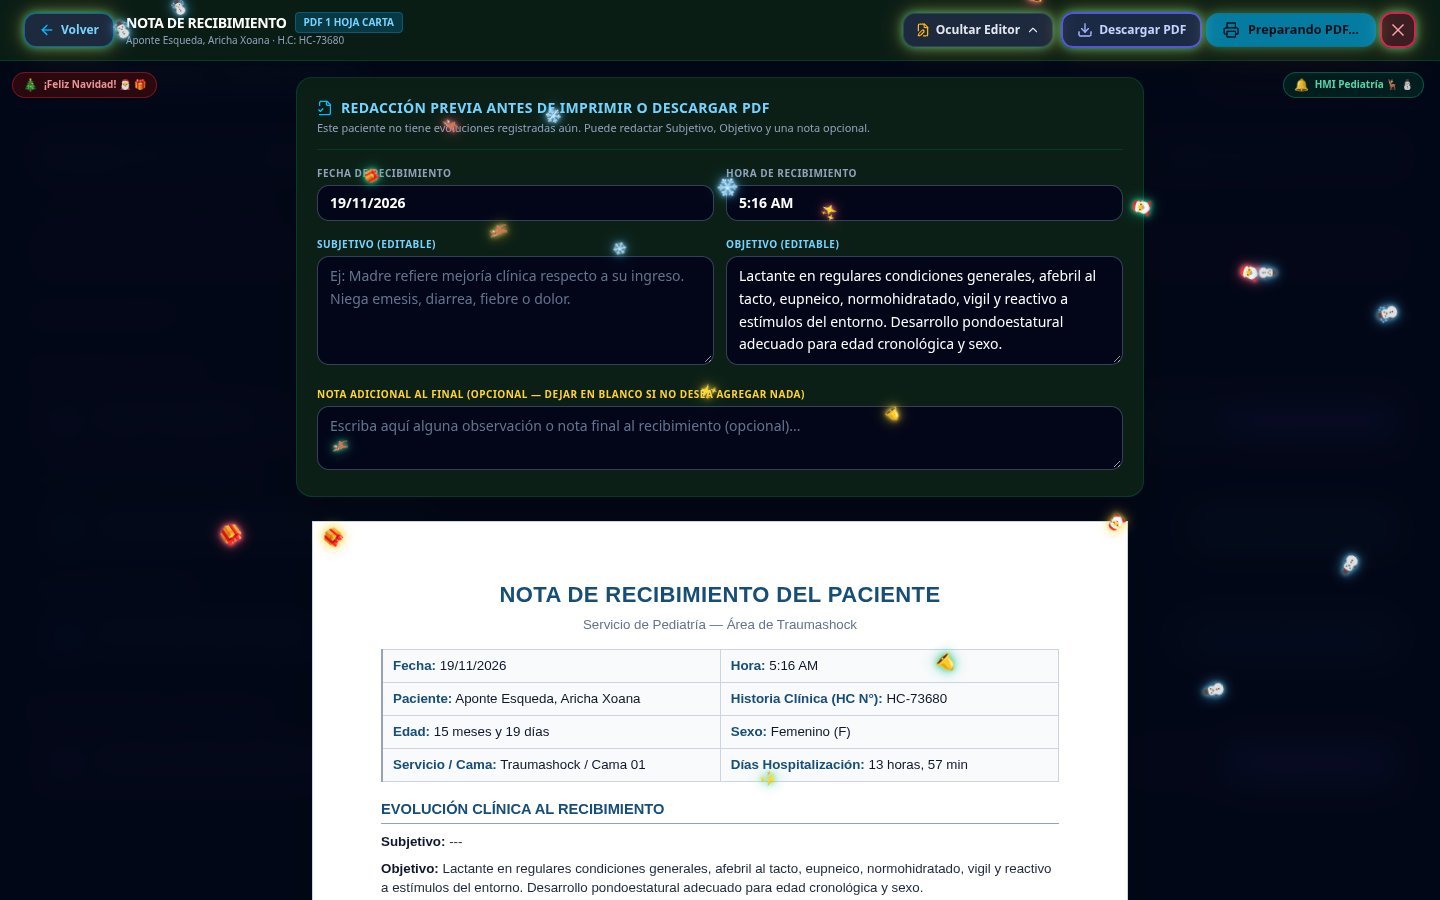 Volver
NOTA DE RECIBIMIENTO
PDF 1 HOJA CARTA
Aponte Esqueda, Aricha Xoana · H.C: HC-73680
Ocultar Editor
Descargar PDF
Preparando PDF...
¡Feliz Navidad!
HMI Pediatría
REDACCIÓN PREVIA ANTES DE IMPRIMIR O DESCARGAR PDF
Este paciente no tiene evoluciones registradas aún. Puede redactar Subjetivo, Objetivo y una nota opcional.
FECHA DE RECIBIMIENTO
HORA DE RECIBIMIENTO
19/11/2026
5:16 AM
SUBJETIVO (EDITABLE)
OBJETIVO (EDITABLE)
Ej: Madre refiere mejoría clínica respecto a su ingreso.
Niega emesis, diarrea, fiebre o dolor.
Lactante en regulares condiciones generales, afebril al
tacto, eupneico, normohidratado, vigil y reactivo a
estímulos del entorno. Desarrollo pondoestatural
adecuado para edad cronológica y sexo.
NOTA ADICIONAL AL FINAL (OPCIONAL — DEJAR EN BLANCO SI NO DESEA AGREGAR NADA)
Escriba aquí alguna observación o nota final al recibimiento (opcional)...
NOTA DE RECIBIMIENTO DEL PACIENTE
Servicio de Pediatría — Área de Traumashock
Fecha: 19/11/2026
Hora: 5:16 AM
Paciente: Aponte Esqueda, Aricha Xoana
Historia Clínica (HC N°): HC-73680
Edad: 15 meses y 19 días
Sexo: Femenino (F)
Servicio / Cama: Traumashock / Cama 01
Días Hospitalización: 13 horas, 57 min
EVOLUCIÓN CLÍNICA AL RECIBIMIENTO
Subjetivo: ---
Objetivo: Lactante en regulares condiciones generales, afebril al tacto, eupneico, normohidratado, vigil y reactivo
a estímulos del entorno. Desarrollo pondoestatural adecuado para edad cronológica y sexo.